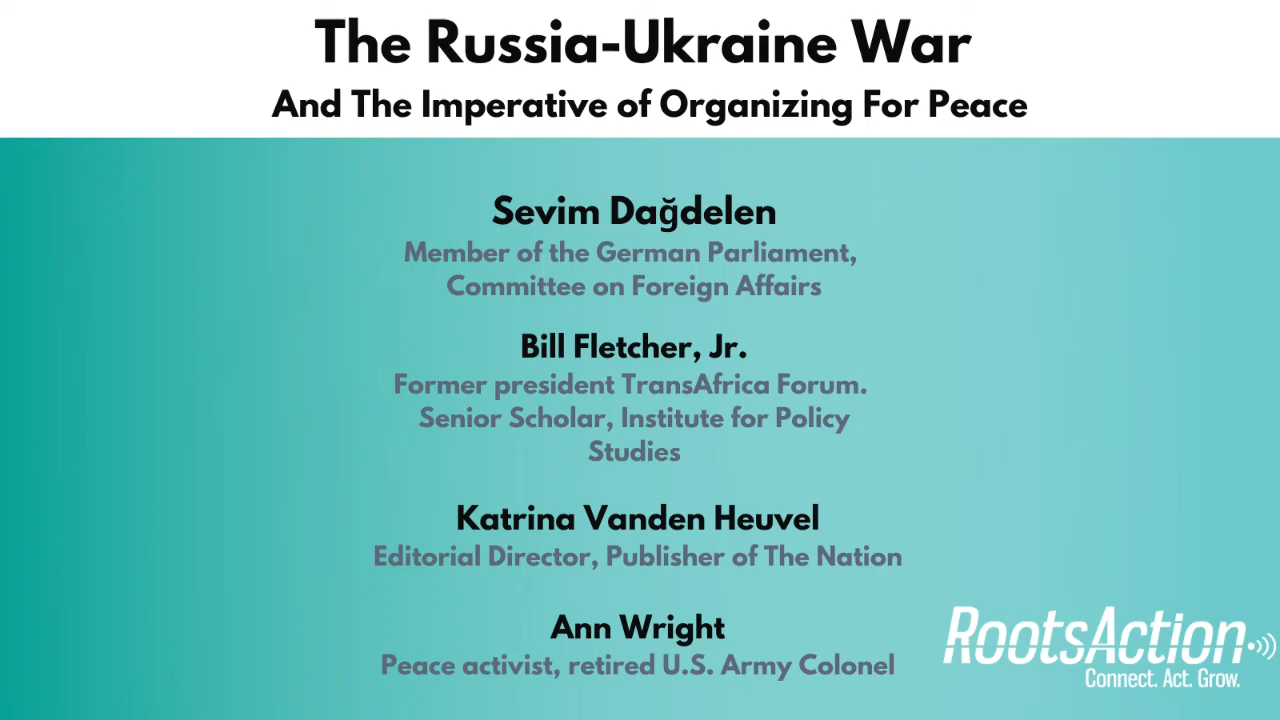 The Russia-Ukraine War
And The Imperative of Organizing For Peace
Sevim Dağdelen
Member of the German Parliament,
Committee on Foreign Affairs
Bill Fletcher, Jr.
Former president TransAfrica Forum.
Senior Scholar, Institute for Policy
Studies
Katrina Vanden Heuvel
Editorial Director, Publisher of The Nation
Ann Wright
Peace activist, retired U.S. Army Colonel
RootsAction
Connect. Act. Grow.